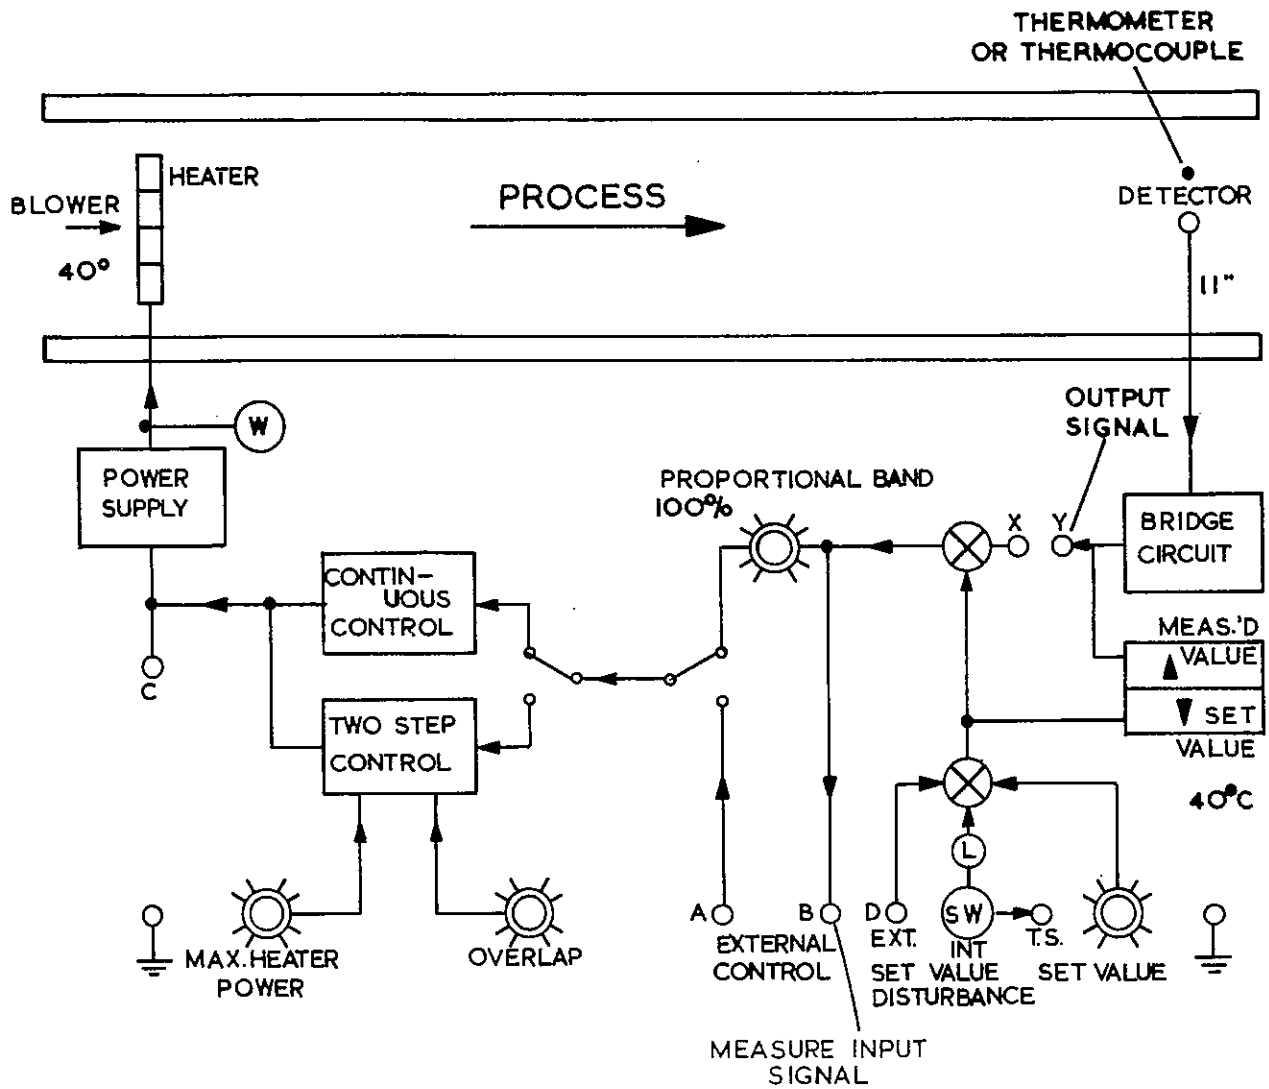 THERMOMETER
OR THERMOCOUPLE
HEATER
BLOWER
40°
PROCESS
DETECTOR
11"
W
POWER
SUPPLY
OUTPUT
SIGNAL
PROPORTIONAL BAND
100%
X
Y
BRIDGE
CIRCUIT
CONTIN-
UOUS
CONTROL
C
MEAS.'D
VALUE
SET
VALUE
40°C
TWO STEP
CONTROL
L
A
B
D
SW
EXT.
INT
T.S.
MAX.HEATER
POWER
OVERLAP
EXTERNAL
CONTROL
SET VALUE
DISTURBANCE
SET VALUE
MEASURE INPUT
SIGNAL